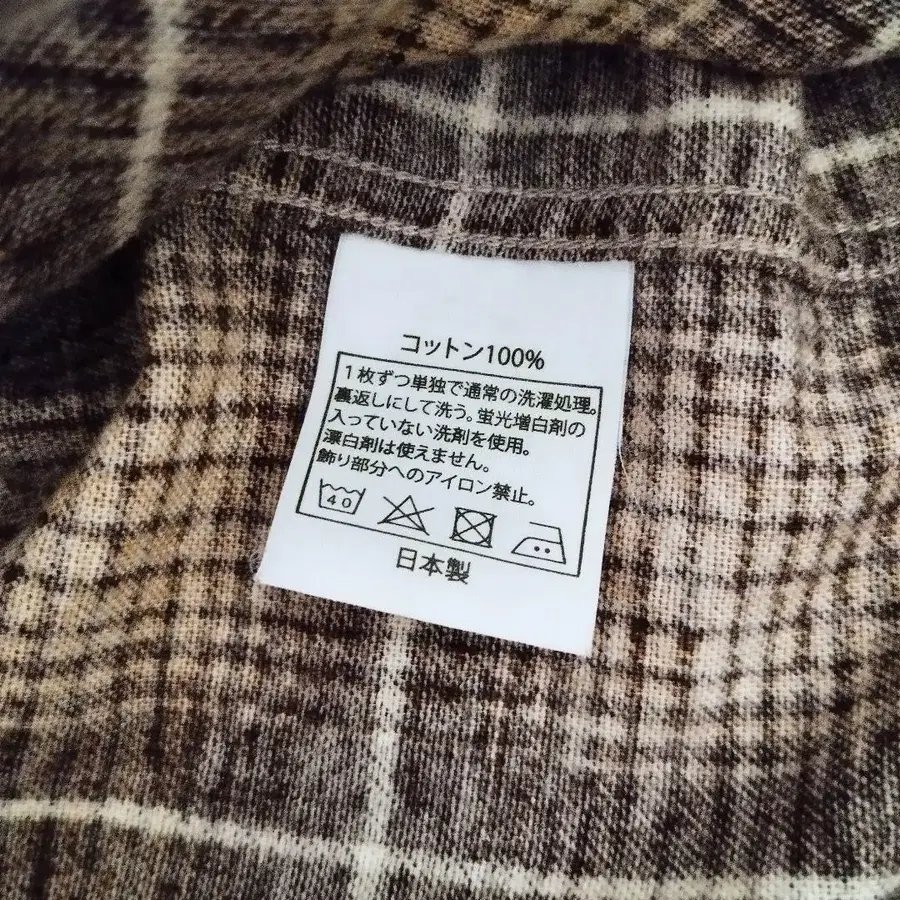 コットン100%
1枚ずつ単独で通常の洗濯処理。
裏返しにして洗う。蛍光増白剤の
入っていない洗剤を使用。
漂白剤は使えません。
飾り部分へのアイロン禁止。
40
日本製